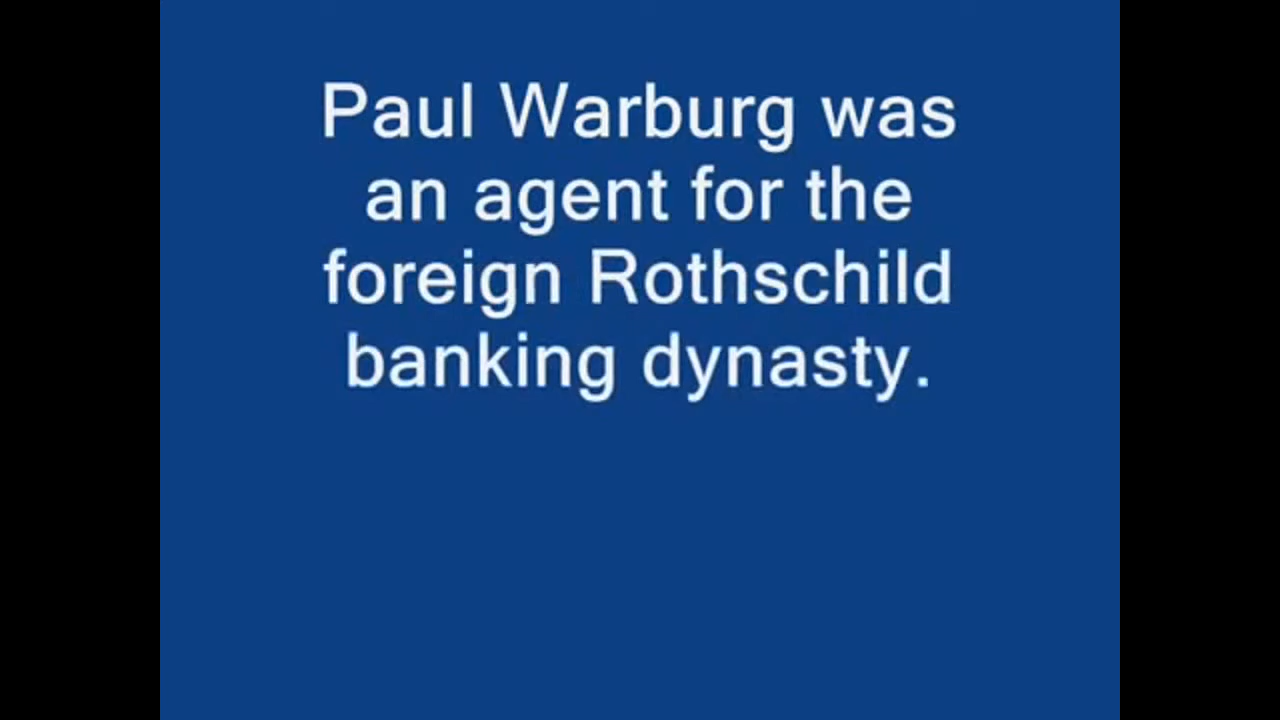 Paul Warburg was
an agent for the
foreign Rothschild
banking dynasty.